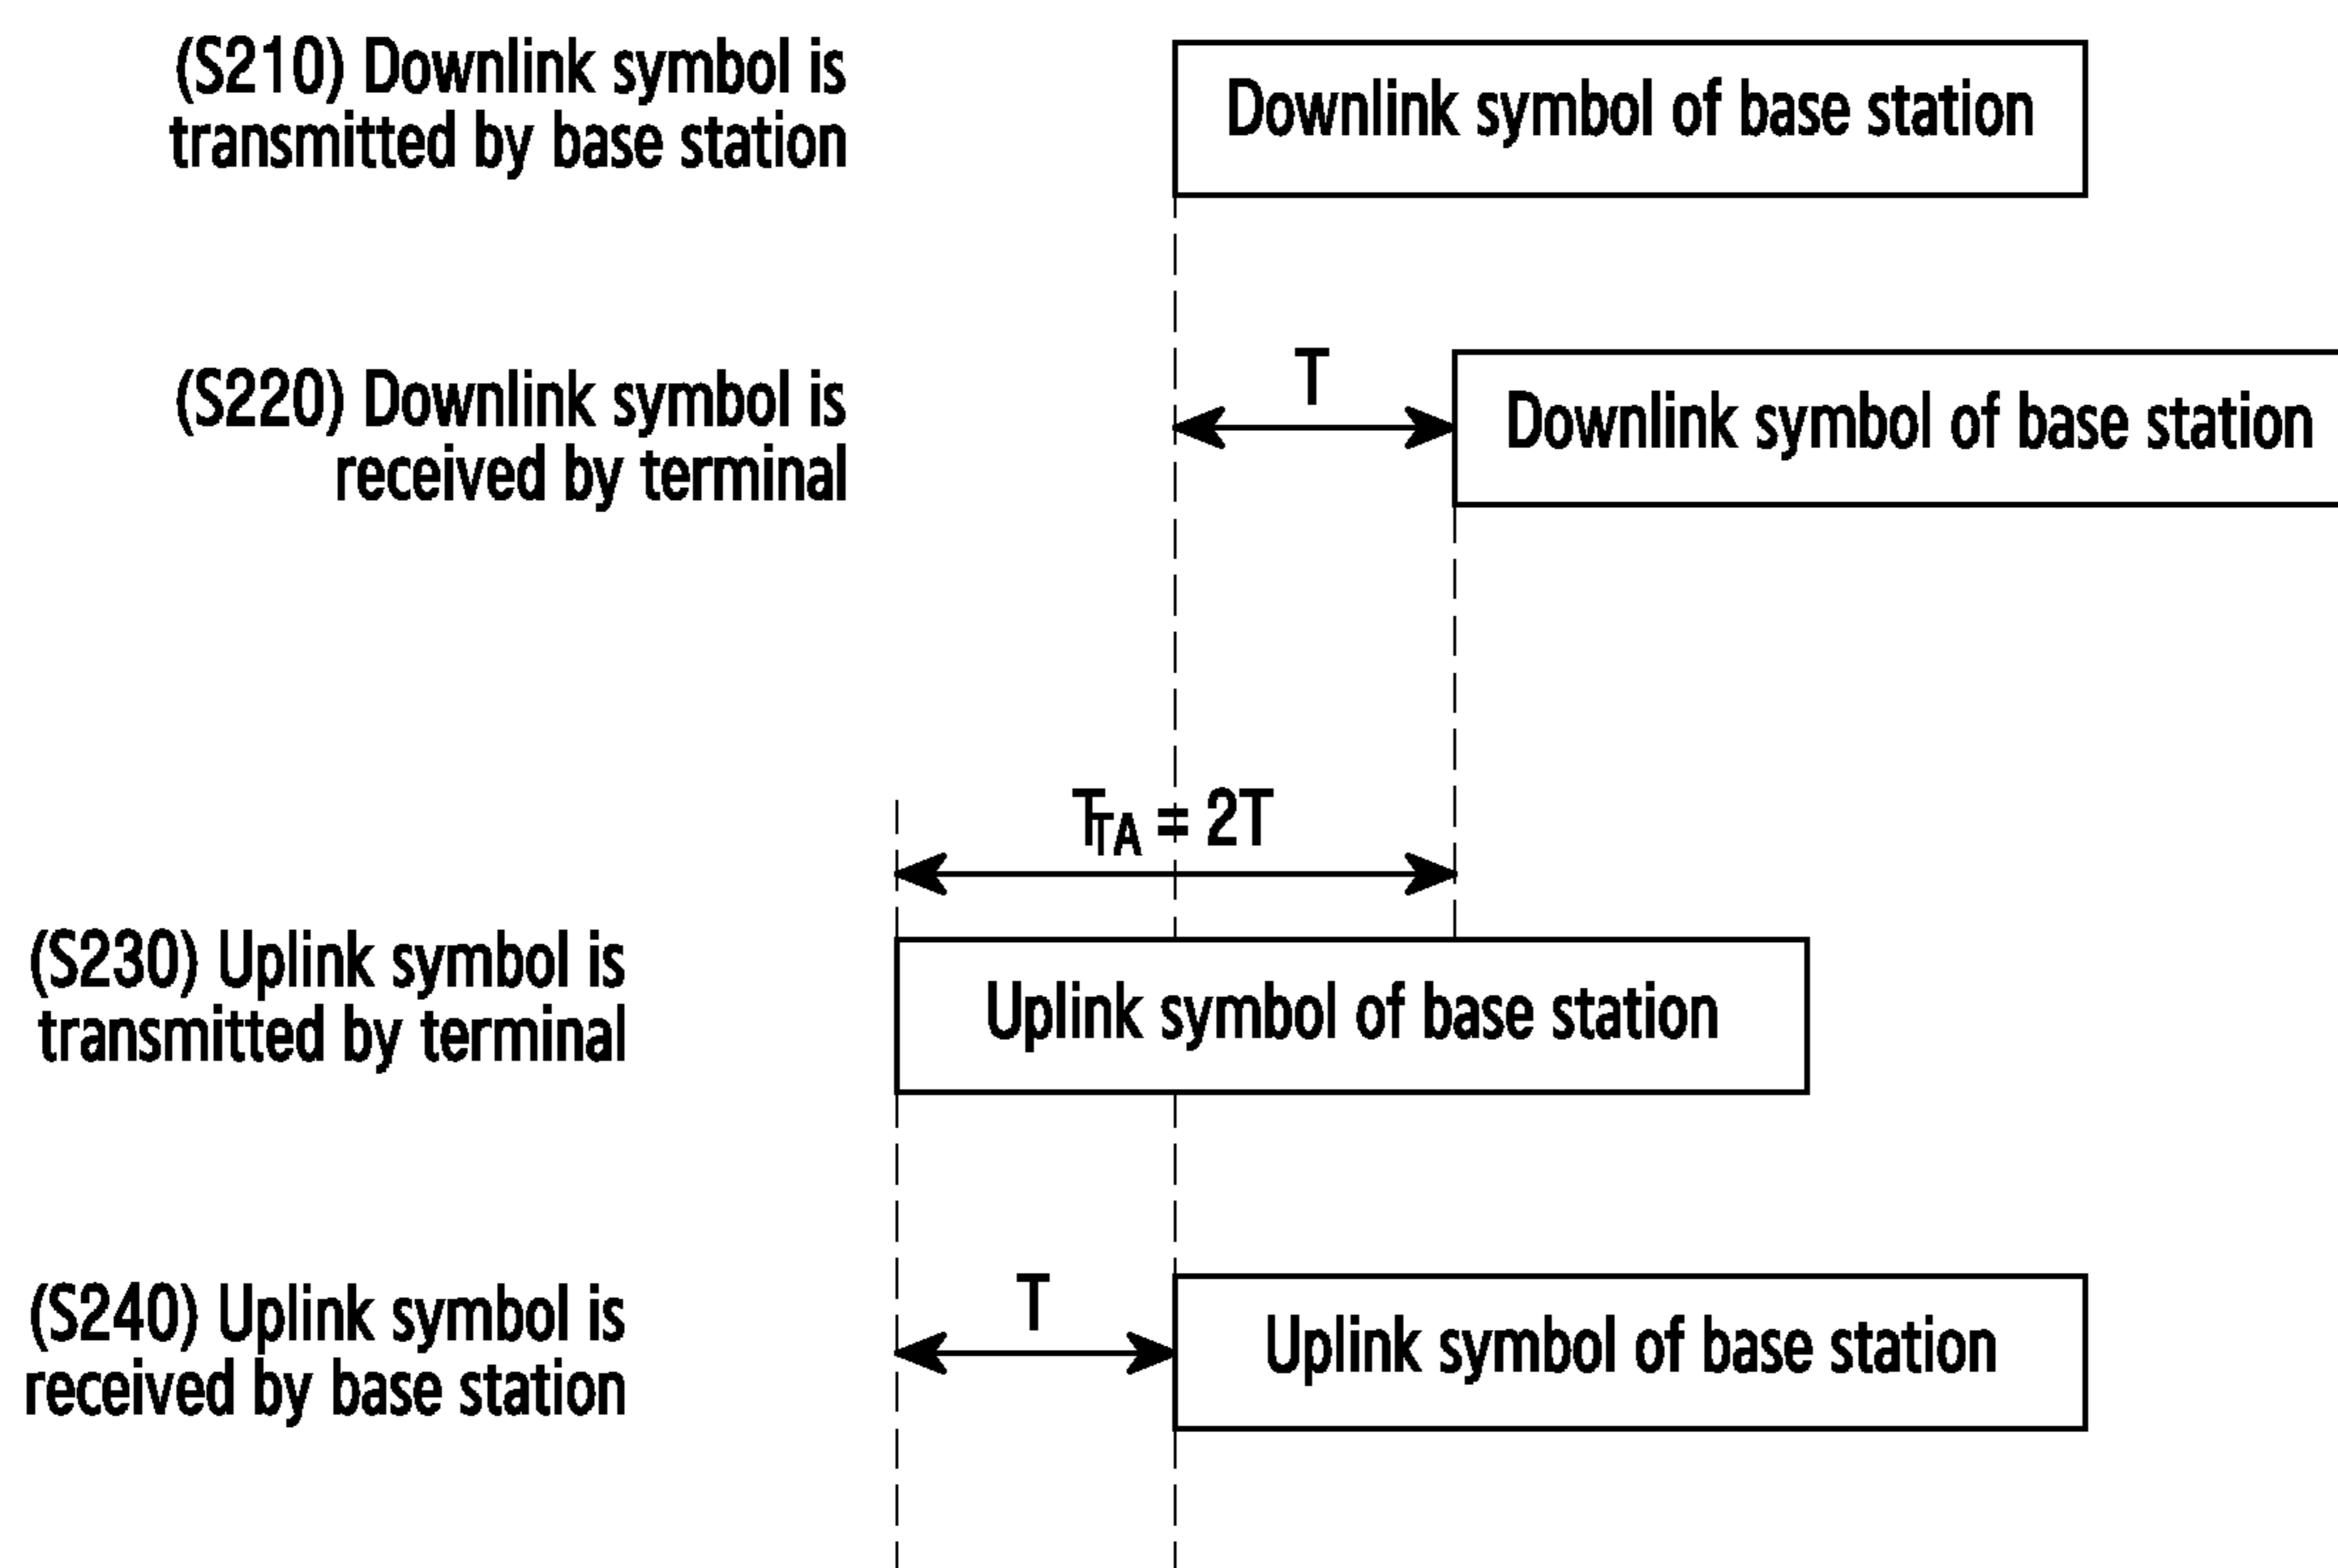 (S210) Downlink symbol is
transmitted by base station
Downlink symbol of base station
(S220) Downlink symbol is
received by terminal
T
Downlink symbol of base station
TTA = 2T
(S230) Uplink symbol is
transmitted by terminal
Uplink symbol of base station
(S240) Uplink symbol is
received by base station
T
Uplink symbol of base station